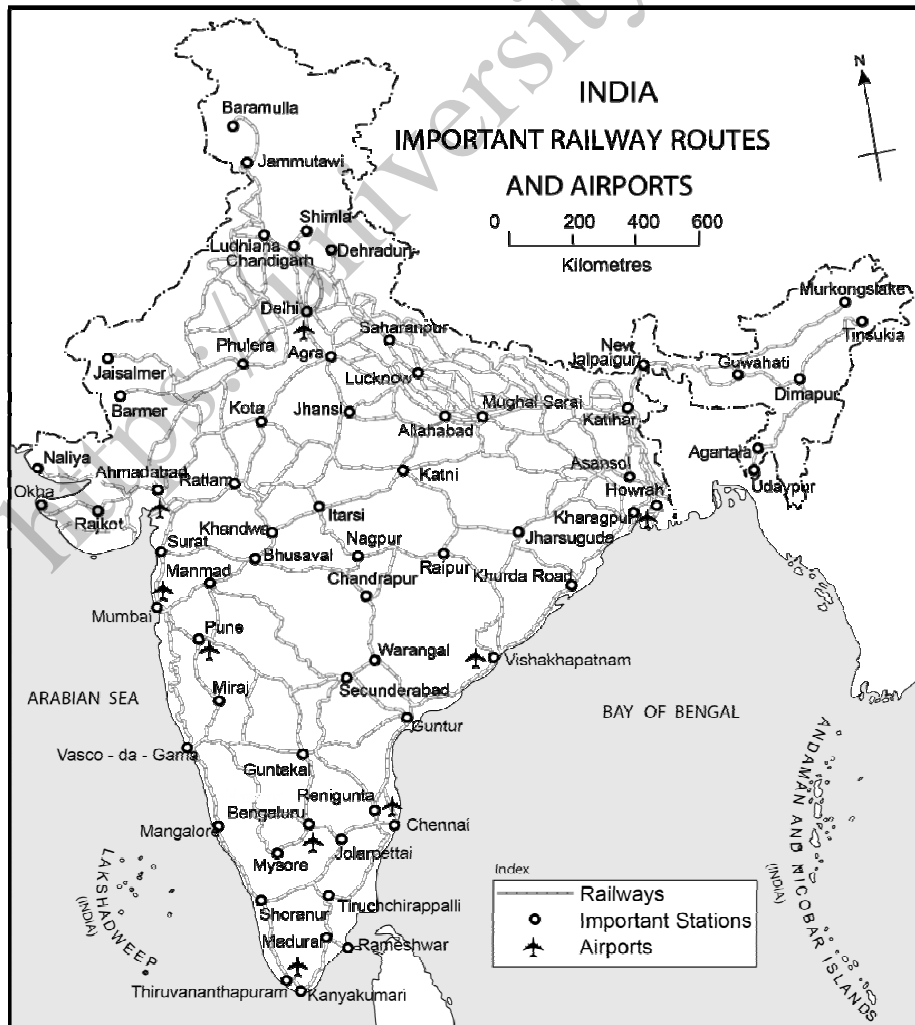 INDIA
IMPORTANT RAILWAY ROUTES
AND AIRPORTS
N
0 200 400 600
Kilometres
Baramulla
Jammutawi
Shimla
Ludhiana
Chandigarh
Dehradun
Delhi
Saharanpur
Murkongslake
Tinsukia
Phulera
Agra
New
Jalpaiguri
Guwahati
Jaisalmer
Lucknow
Dimapur
Barmer
Kota
Jhansi
Mughal Sarai
Allahabad
Katihar
Naliya
Ahmadabad
Ratlam
Katni
Asansol
Agartala
Udaypur
Okha
Rajkot
Howrah
Itarsi
Kharagpur
Khandwa
Surat
Bhusaval
Nagpur
Jharsuguda
Manmad
Chandrapur
Raipur
Khurda Road
Mumbai
Pune
Warangal
Vishakhapatnam
Secunderabad
ARABIAN SEA
Miraj
BAY OF BENGAL
Guntur
Vasco - da - Gama
Guntakal
Renigunta
Bengaluru
Chennai
Mangalore
Jolarpettai
Mysore
LAKSHADWEEP
(INDIA)
ANDAMAN AND NICOBAR ISLANDS
(INDIA)
Shoranur
Tiruchchirappalli
Madurai
Rameshwar
Thiruvananthapuram
Kanyakumari
Index
Railways
Important Stations
Airports
https://university